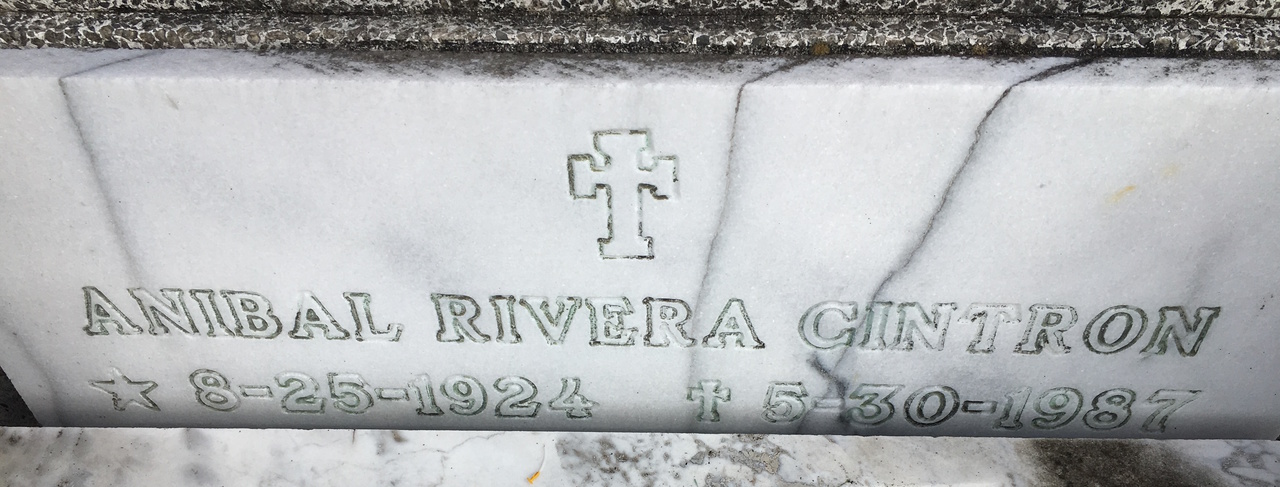 ANIBAL RIVERA CINTRON
☆ 8-25-1924 ✝ 5-30-1987